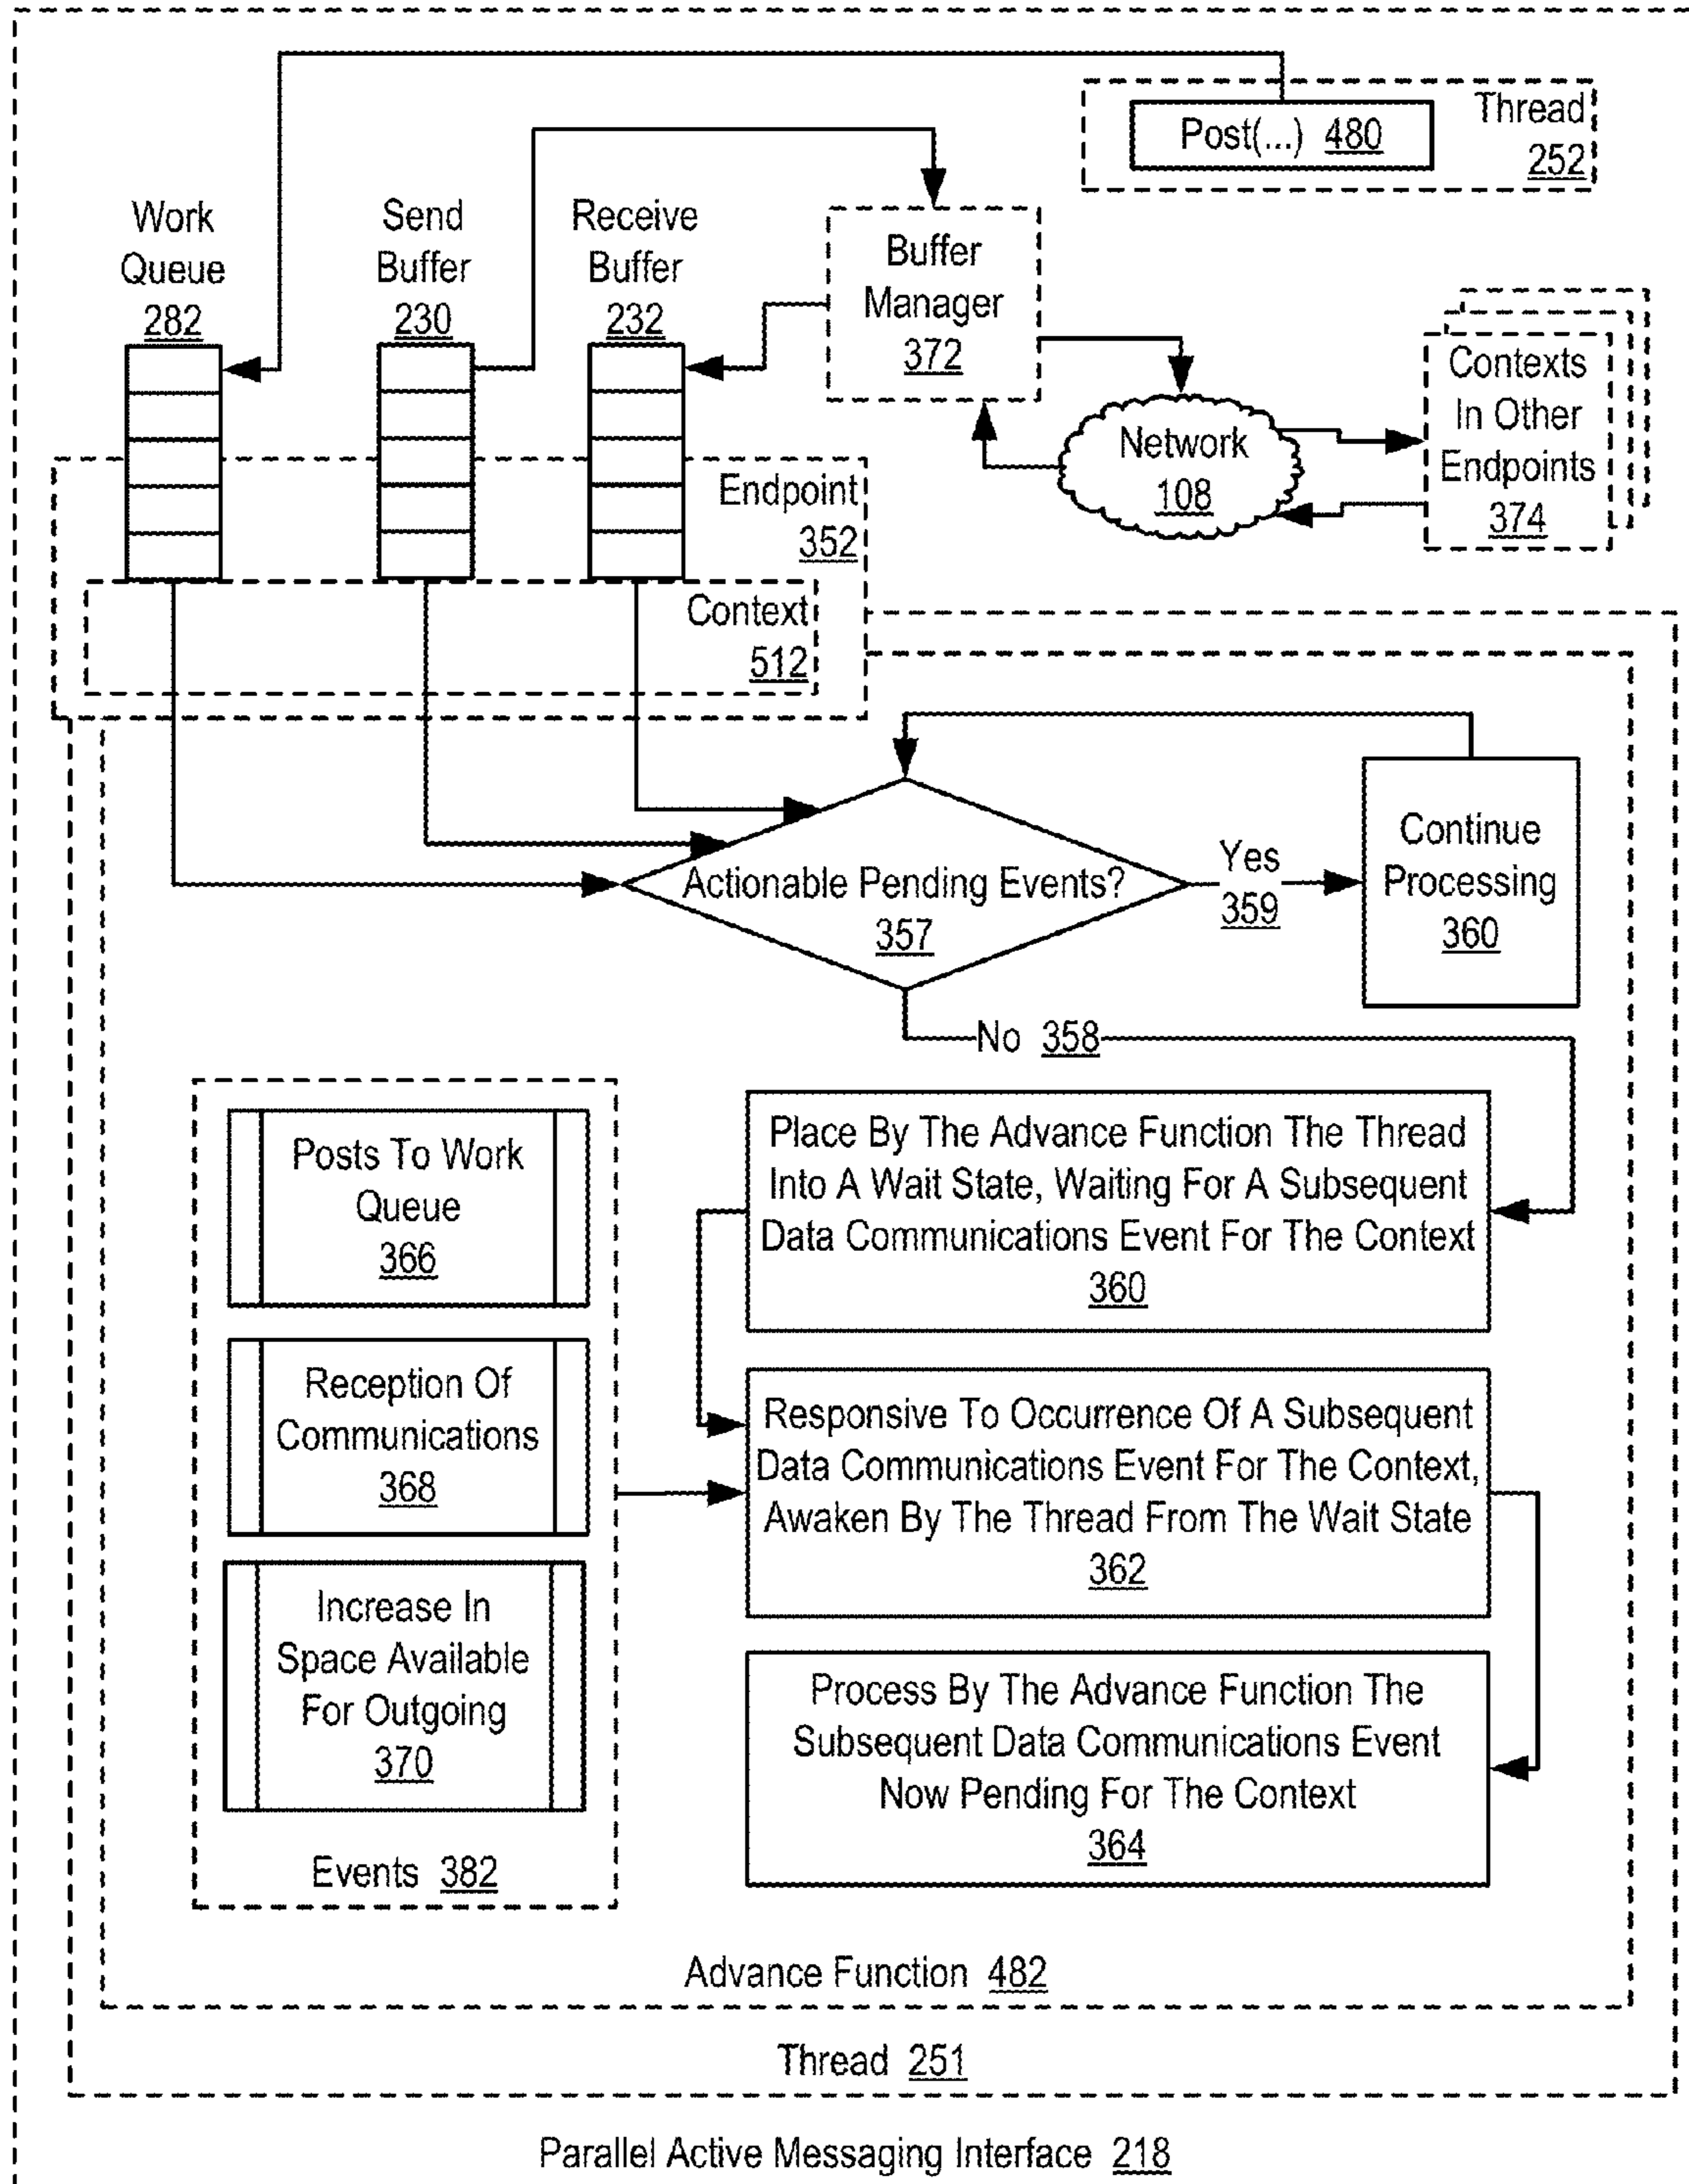 Post(...) 480
Thread
252
Work
Queue
282
Send
Buffer
230
Receive
Buffer
232
Buffer
Manager
372
Network
108
Contexts
In Other
Endpoints
374
Endpoint
352
Context
512
Actionable Pending Events?
357
Yes
359
Continue
Processing
360
No 358
Posts To Work
Queue
366
Reception Of
Communications
368
Increase In
Space Available
For Outgoing
370
Events 382
Place By The Advance Function The Thread
Into A Wait State, Waiting For A Subsequent
Data Communications Event For The Context
360
Responsive To Occurrence Of A Subsequent
Data Communications Event For The Context,
Awaken By The Thread From The Wait State
362
Process By The Advance Function The
Subsequent Data Communications Event
Now Pending For The Context
364
Advance Function 482
Thread 251
Parallel Active Messaging Interface 218